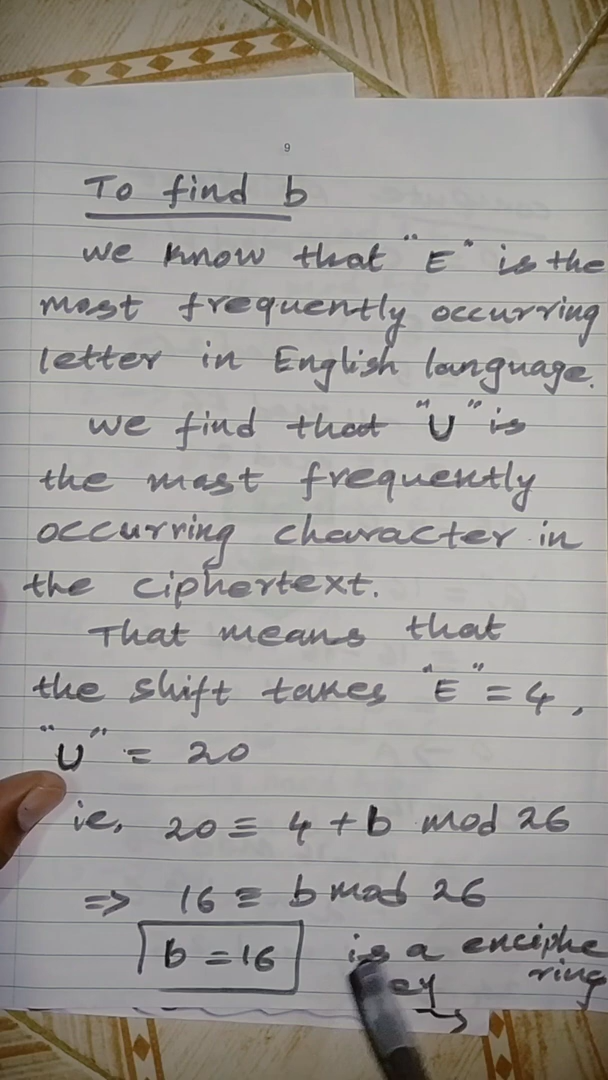 9
To find b
we know that "E" is the
most frequently occurring
letter in English language.
we find that "U" is
the most frequently
occurring character in
the ciphertext.
That means that
the shift takes "E" = 4,
"U" = 20
ie, 20 ≡ 4 + b mod 26
⇒ 16 ≡ b mod 26
b = 16 is a enciphe
ring